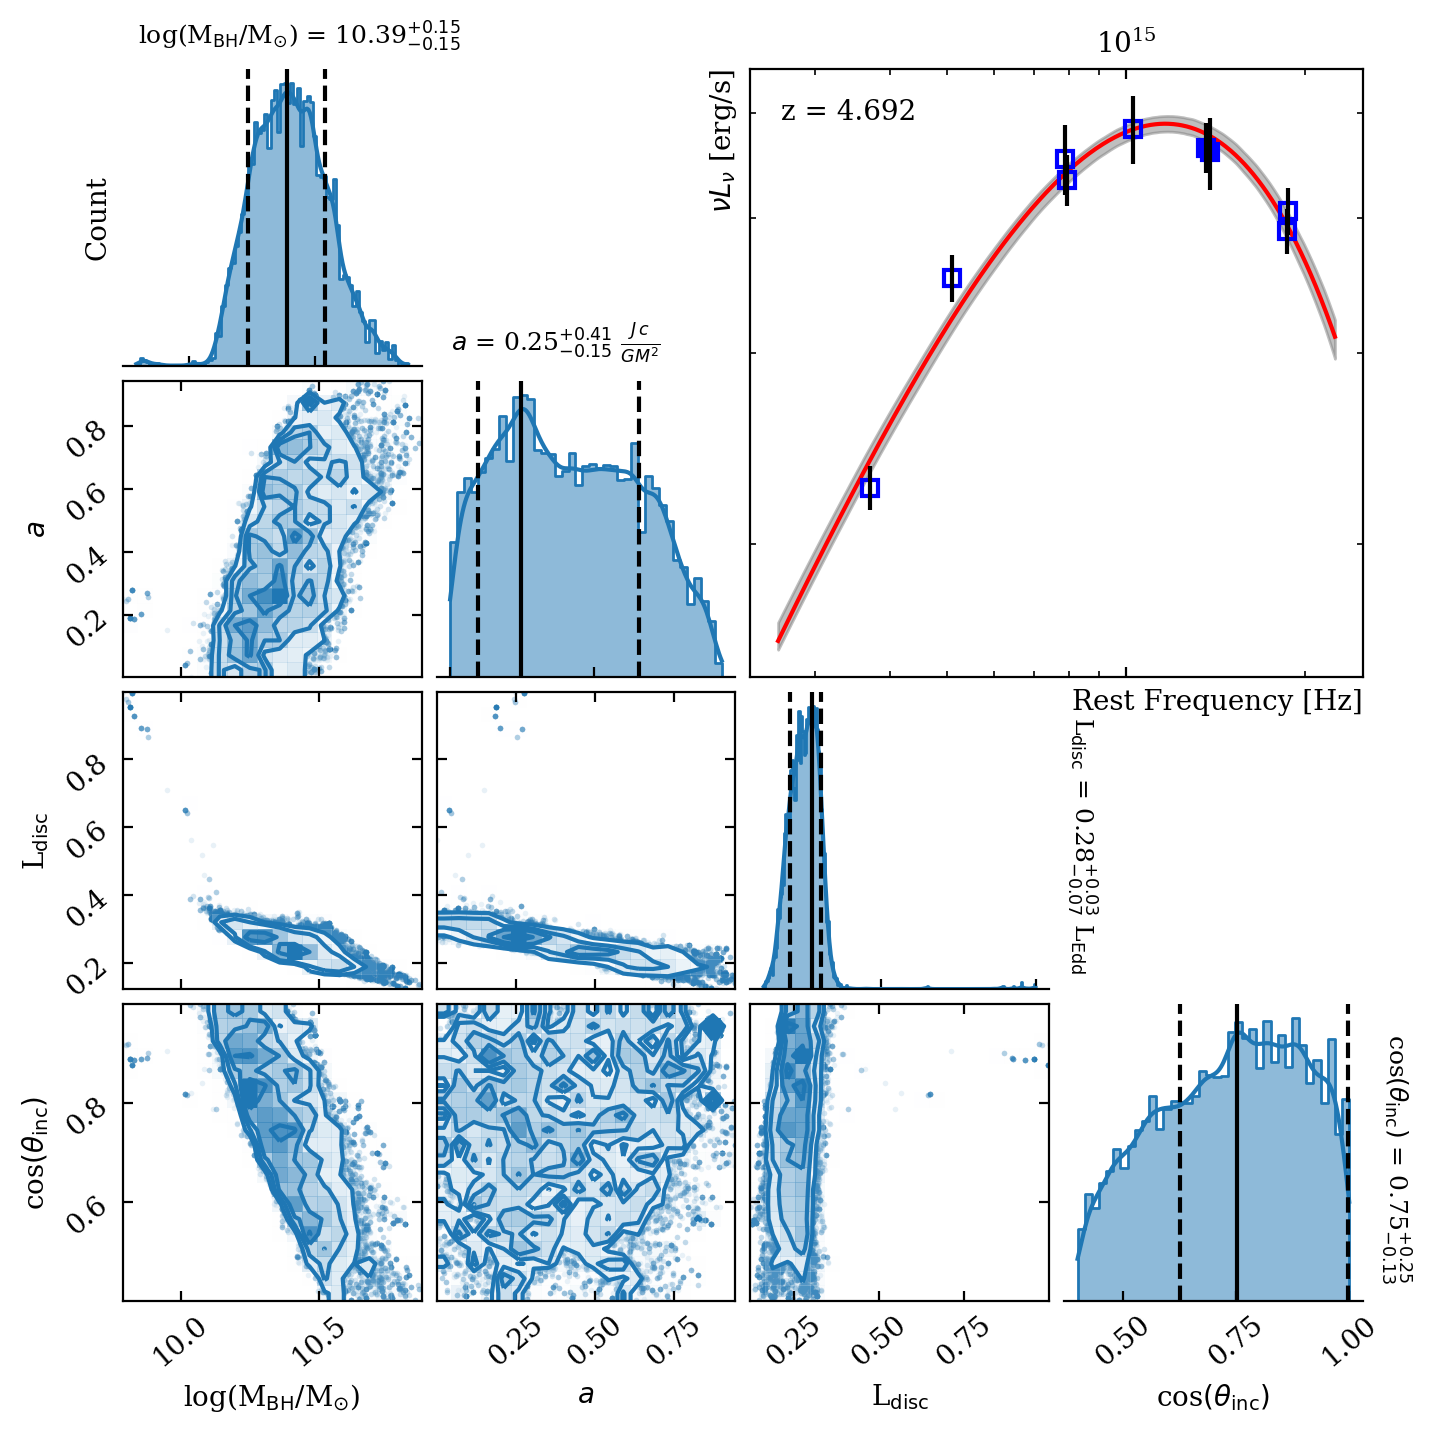 log(M_BH/M_⊙) = 10.39^{+0.15}_{-0.15}
10^15
Count
νL_ν [erg/s]
z = 4.692
a = 0.25^{+0.41}_{-0.15} Jc/GM²
a
0.8
0.6
0.4
0.2
Rest Frequency [Hz]
L_disc
0.8
0.6
0.4
0.2
L_disc = 0.28^{+0.03}_{-0.07} L_Edd
cos(θ_inc)
0.8
0.6
cos(θ_inc) = 0.75^{+0.25}_{-0.13}
10.0 10.5
0.25 0.50 0.75
0.25 0.50 0.75
0.50 0.75 1.00
log(M_BH/M_⊙)
a
L_disc
cos(θ_inc)